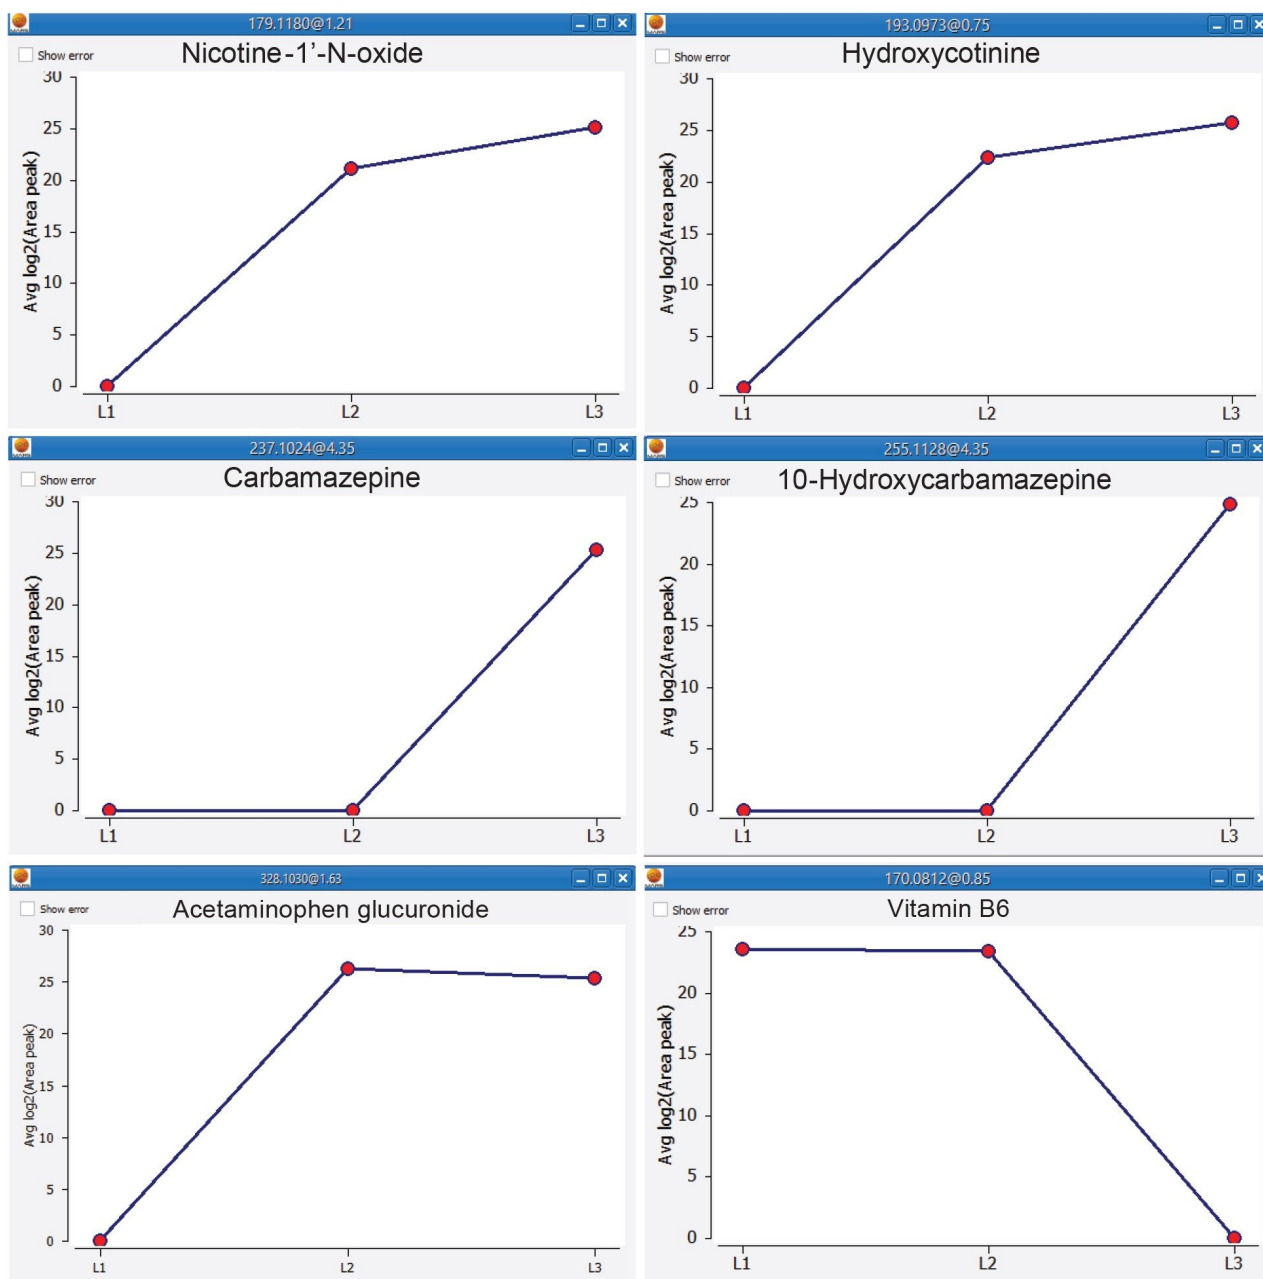 179.1180@1.21
Show error
Nicotine-1’-N-oxide
30
25
20
15
10
5
0
Avg log2(Area peak)
L1 L2 L3
193.0973@0.75
Show error
Hydroxycotinine
30
25
20
15
10
5
0
Avg log2(Area peak)
L1 L2 L3
237.1024@4.35
Show error
Carbamazepine
30
25
20
15
10
5
0
Avg log2(Area peak)
L1 L2 L3
255.1128@4.35
Show error
10-Hydroxycarbamazepine
25
20
15
10
5
0
Avg log2(Area peak)
L1 L2 L3
328.1030@1.63
Show error
Acetaminophen glucuronide
30
25
20
15
10
5
0
Avg log2(Area peak)
L1 L2 L3
170.0812@0.85
Show error
Vitamin B6
25
20
15
10
5
0
Avg log2(Area peak)
L1 L2 L3